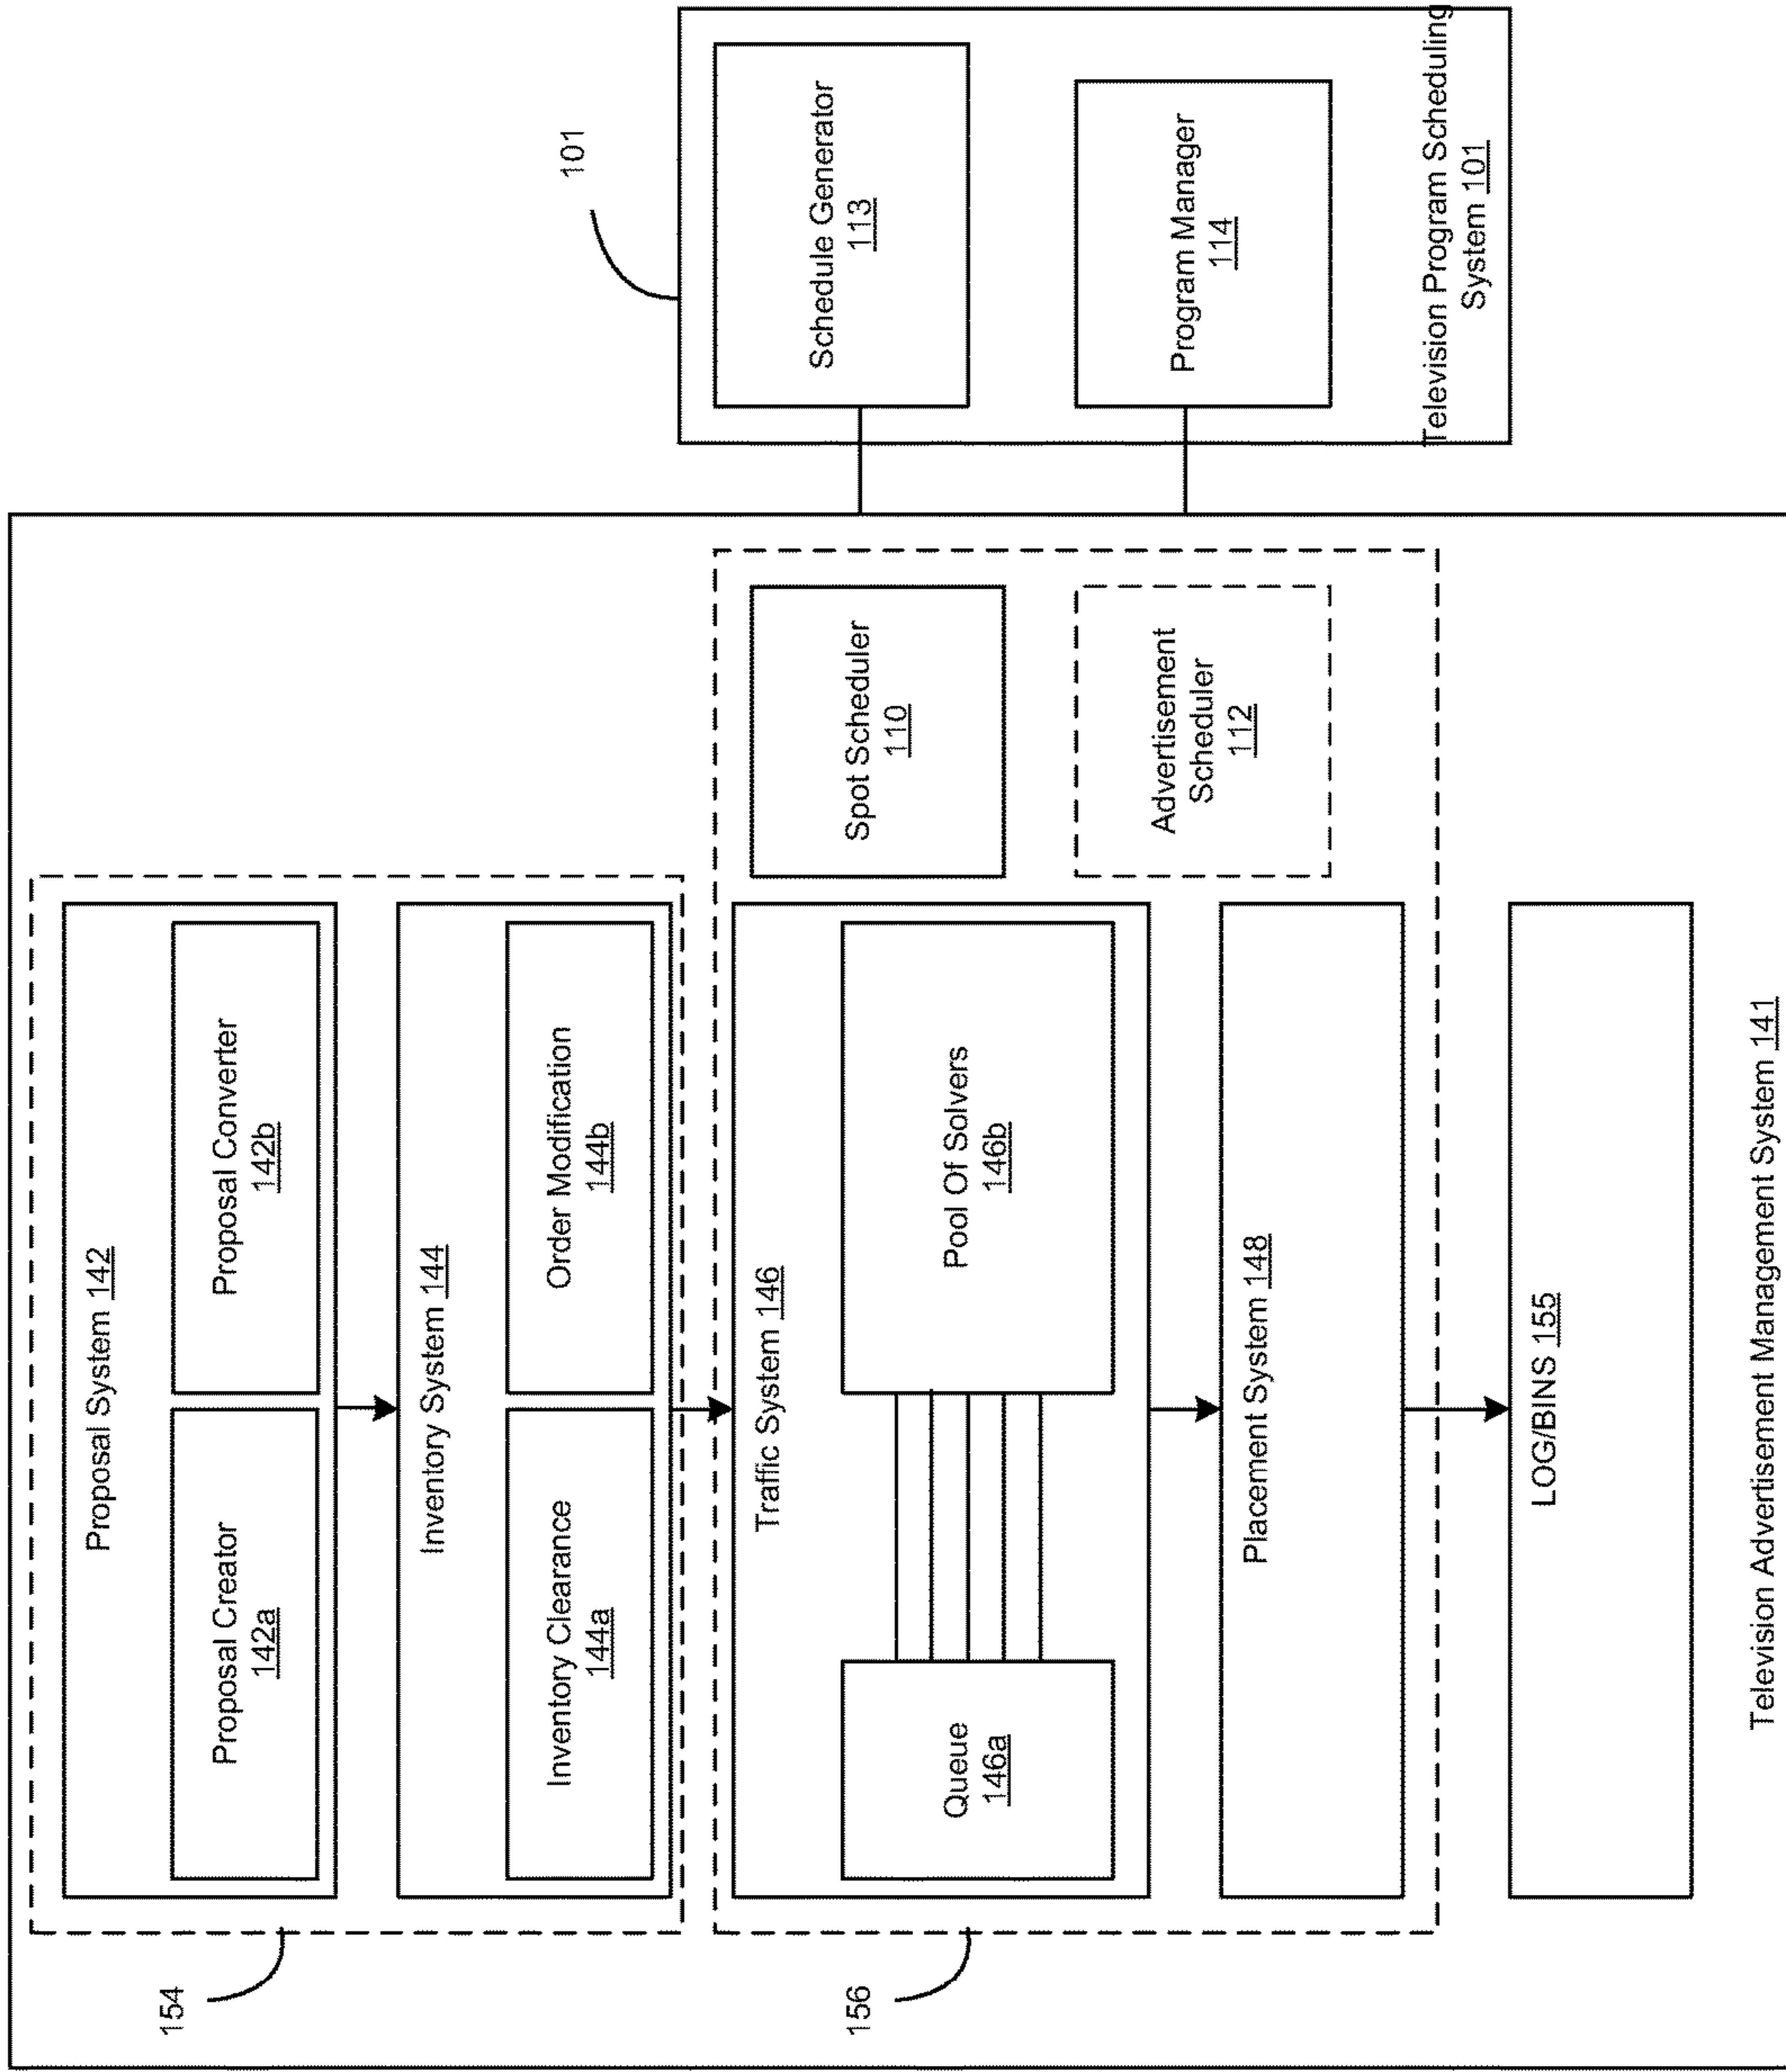 154
Proposal System 142
Proposal Creator
142a
Proposal Converter
142b
Inventory System 144
Inventory Clearance
144a
Order Modification
144b
156
Traffic System 146
Queue
146a
Pool Of Solvers
146b
Spot Scheduler
110
Advertisement
Scheduler
112
Placement System 148
LOG/BINS 155
Television Advertisement Management System 141
101
Schedule Generator
113
Program Manager
114
Television Program Scheduling
System 101